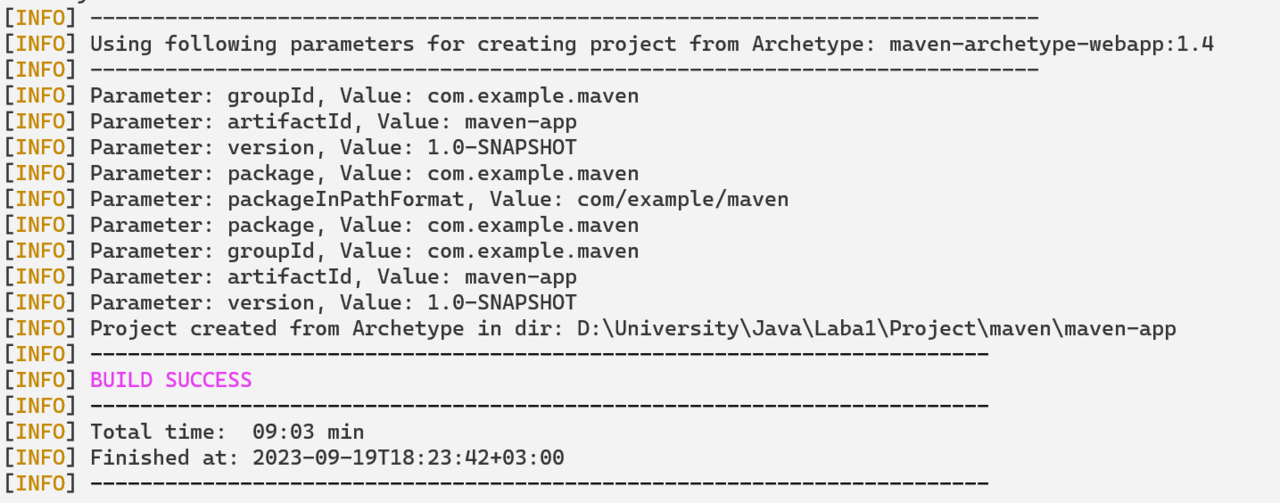 [INFO] ----------------------------------------------------------------------------
[INFO] Using following parameters for creating project from Archetype: maven-archetype-webapp:1.4
[INFO] ----------------------------------------------------------------------------
[INFO] Parameter: groupId, Value: com.example.maven
[INFO] Parameter: artifactId, Value: maven-app
[INFO] Parameter: version, Value: 1.0-SNAPSHOT
[INFO] Parameter: package, Value: com.example.maven
[INFO] Parameter: packageInPathFormat, Value: com/example/maven
[INFO] Parameter: package, Value: com.example.maven
[INFO] Parameter: groupId, Value: com.example.maven
[INFO] Parameter: artifactId, Value: maven-app
[INFO] Parameter: version, Value: 1.0-SNAPSHOT
[INFO] Project created from Archetype in dir: D:\University\Java\Laba1\Project\maven\maven-app
[INFO] ------------------------------------------------------------------------
[INFO] BUILD SUCCESS
[INFO] ------------------------------------------------------------------------
[INFO] Total time:  09:03 min
[INFO] Finished at: 2023-09-19T18:23:42+03:00
[INFO] ------------------------------------------------------------------------